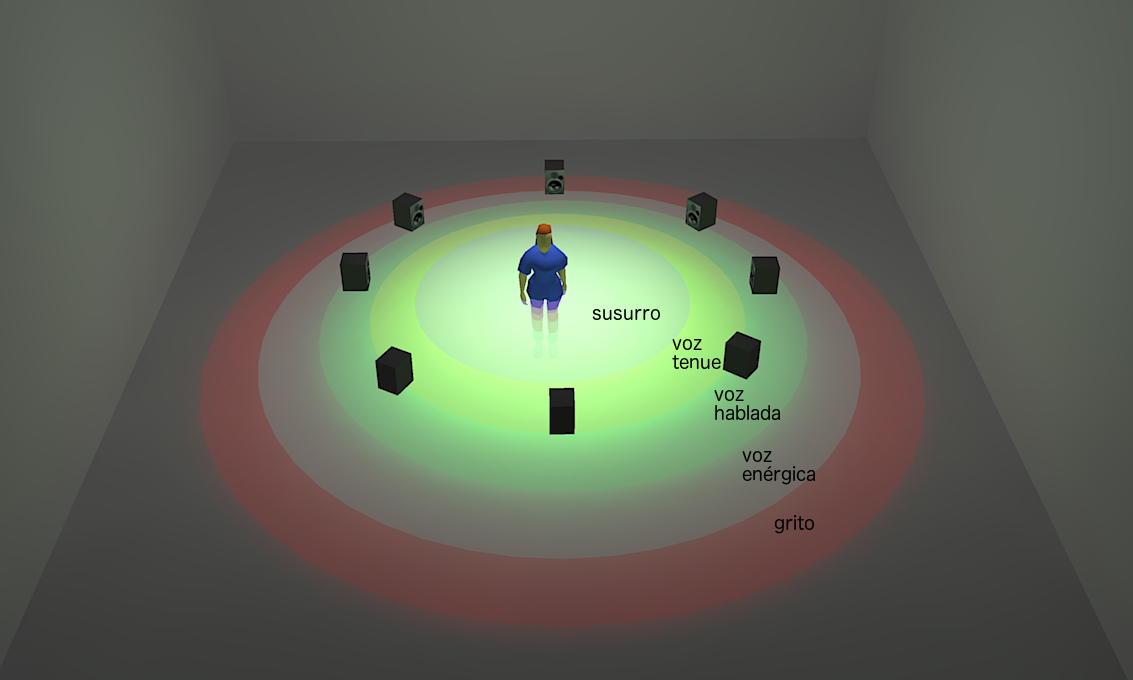 susurro
voz
tenue
voz
hablada
voz
enérgica
grito